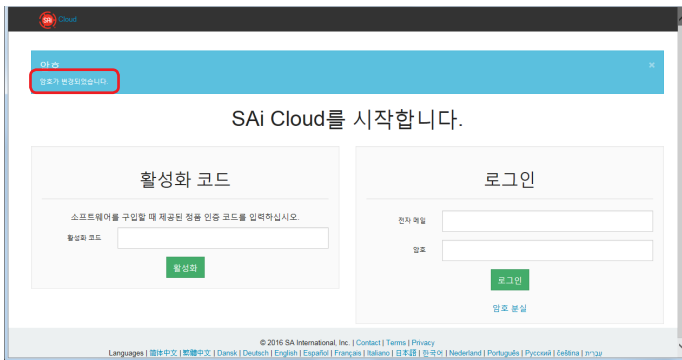 SAi Cloud
암호
×
암호가 변경되었습니다.
SAi Cloud를 시작합니다.
활성화 코드
소프트웨어를 구입할 때 제공된 정품 인증 코드를 입력하십시오.
활성화 코드
활성화
로그인
전자 메일
암호
로그인
암호 분실
© 2016 SA International, Inc. | Contact | Terms | Privacy
Languages | 简体中文 | 繁體中文 | Dansk | Deutsch | English | Español | Français | Italiano | 日本語 | 한국어 | Nederland | Português | Русский | čeština | עברית